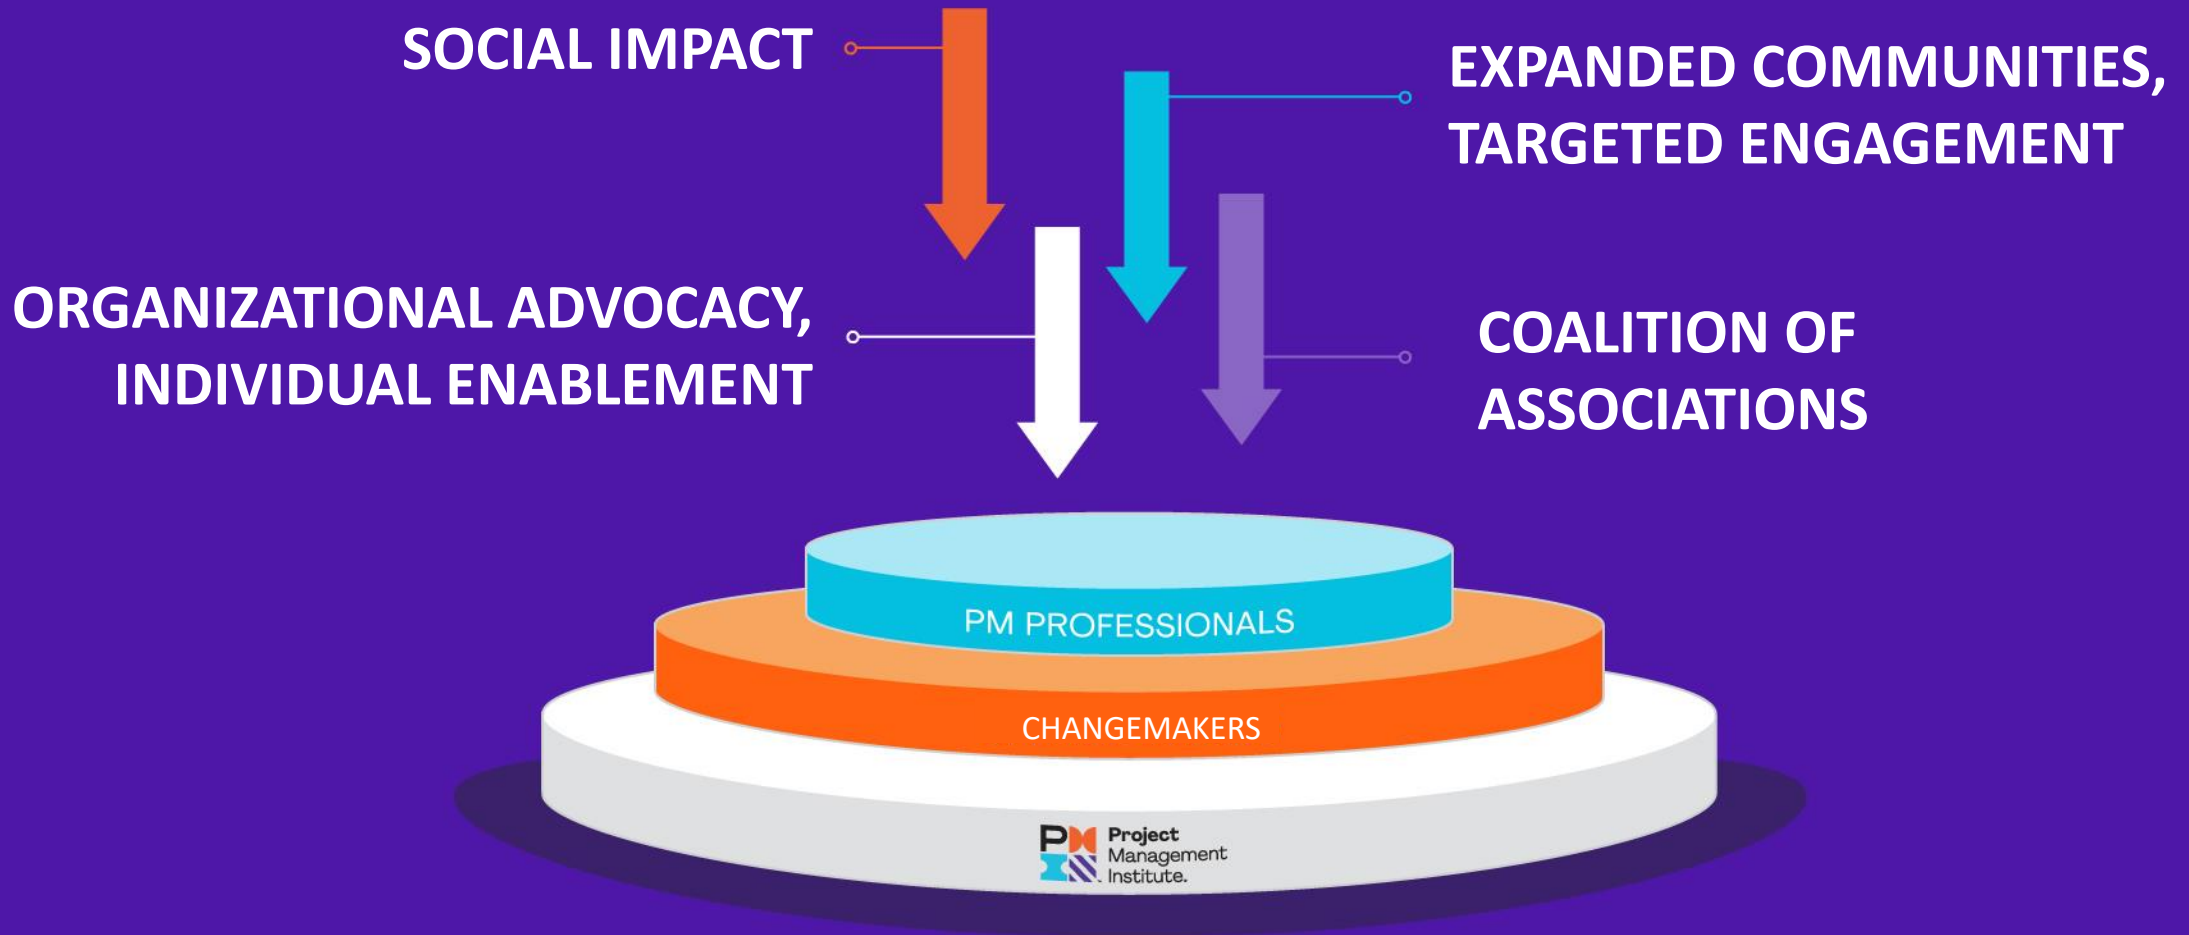 SOCIAL IMPACT
EXPANDED COMMUNITIES,
TARGETED ENGAGEMENT
ORGANIZATIONAL ADVOCACY,
INDIVIDUAL ENABLEMENT
COALITION OF
ASSOCIATIONS
PM PROFESSIONALS
CHANGEMAKERS
Project
Management
Institute.